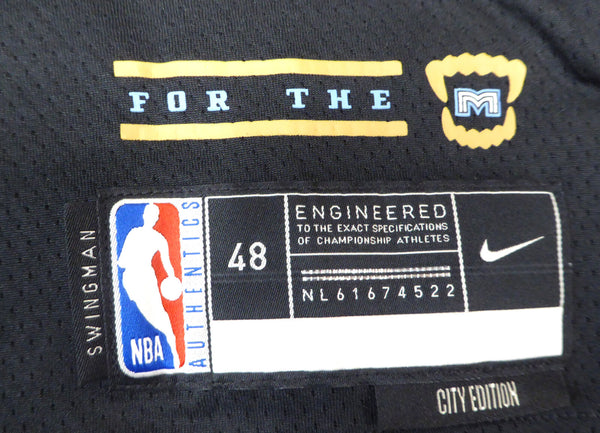 FOR THE
M
SWINGMAN
NBA
AUTHENTICS
48
ENGINEERED
TO THE EXACT SPECIFICATIONS
OF CHAMPIONSHIP ATHLETES
NL61674522
CITY EDITION